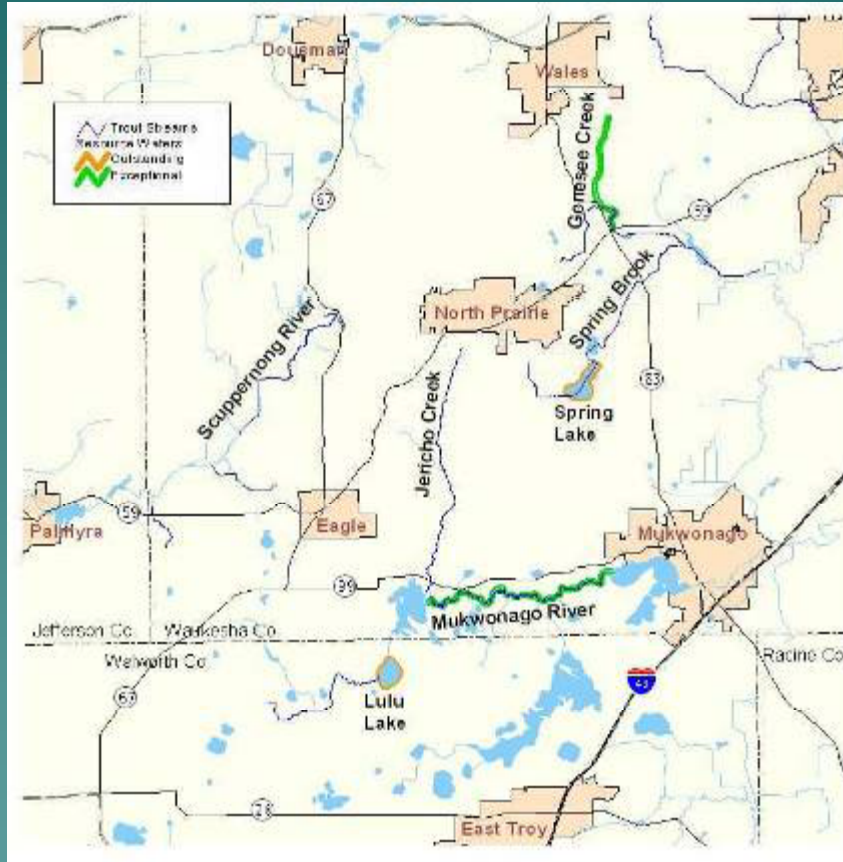 Dousman
Wales
Trout Streams
Resource Waters
Outstanding
Exceptional
Genesee Creek
67
59
North Prairie
Spring Brook
Scuppernong River
83
Spring
Lake
Jericho Creek
59
Palmyra
Eagle
Mukwonago
99
Mukwonago River
Jefferson Co
Waukesha Co
Walworth Co
Racine Co
67
43
Lulu
Lake
East Troy